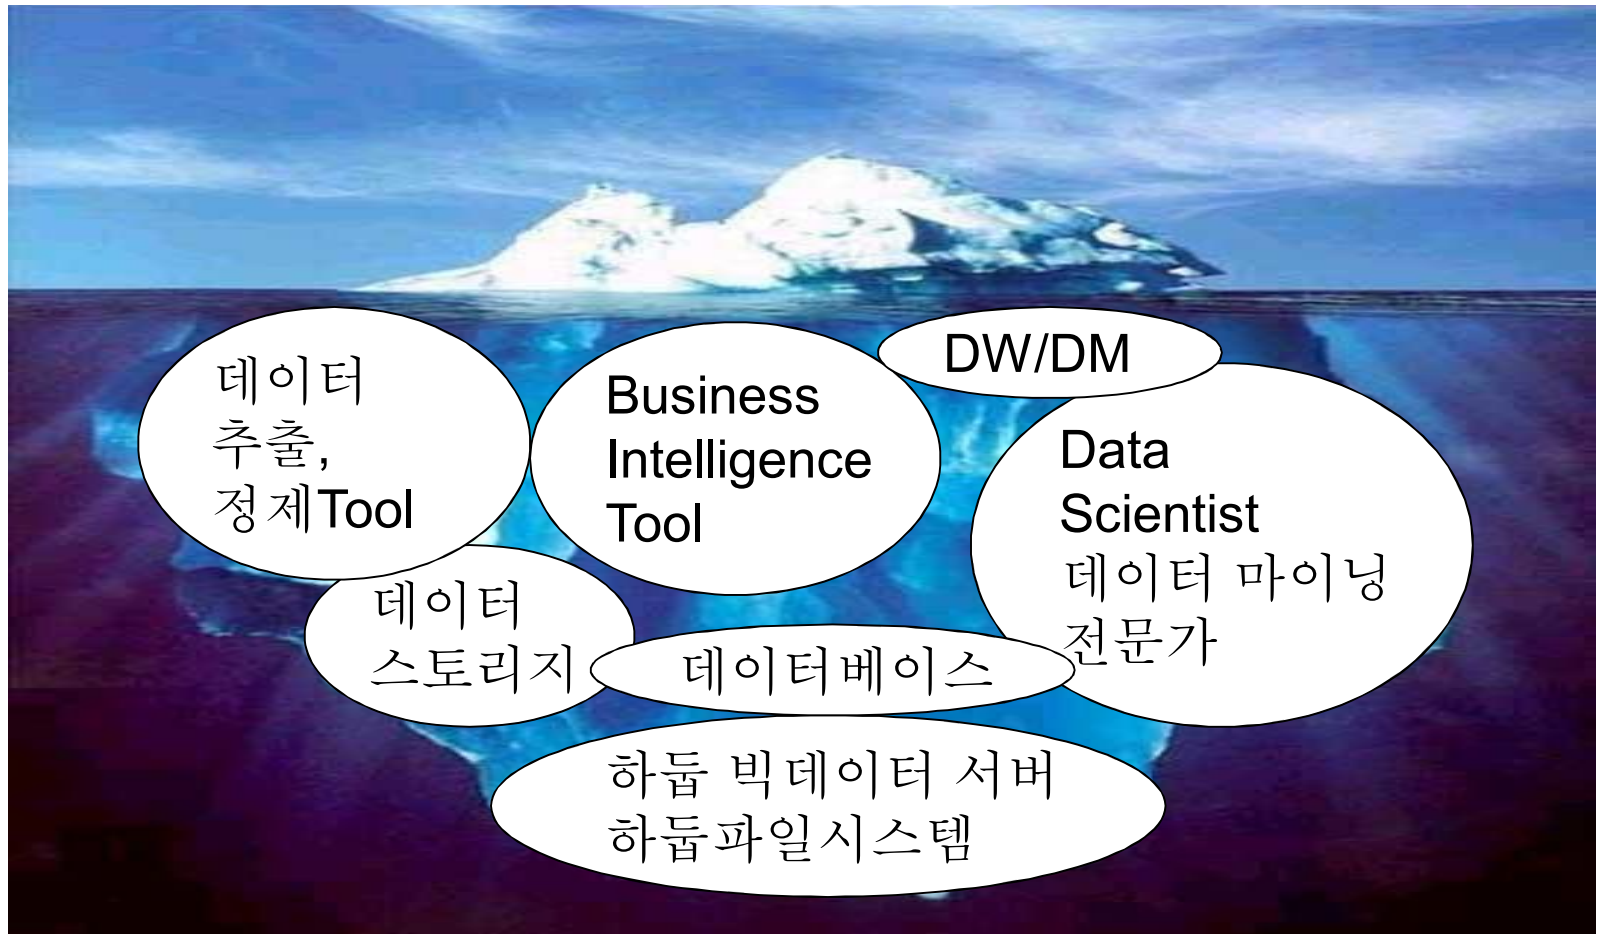 데이터
추출,
정제Tool
Business
Intelligence
Tool
DW/DM
Data
Scientist
데이터 마이닝
전문가
데이터
스토리지
데이터베이스
하둡 빅데이터 서버
하둡파일시스템